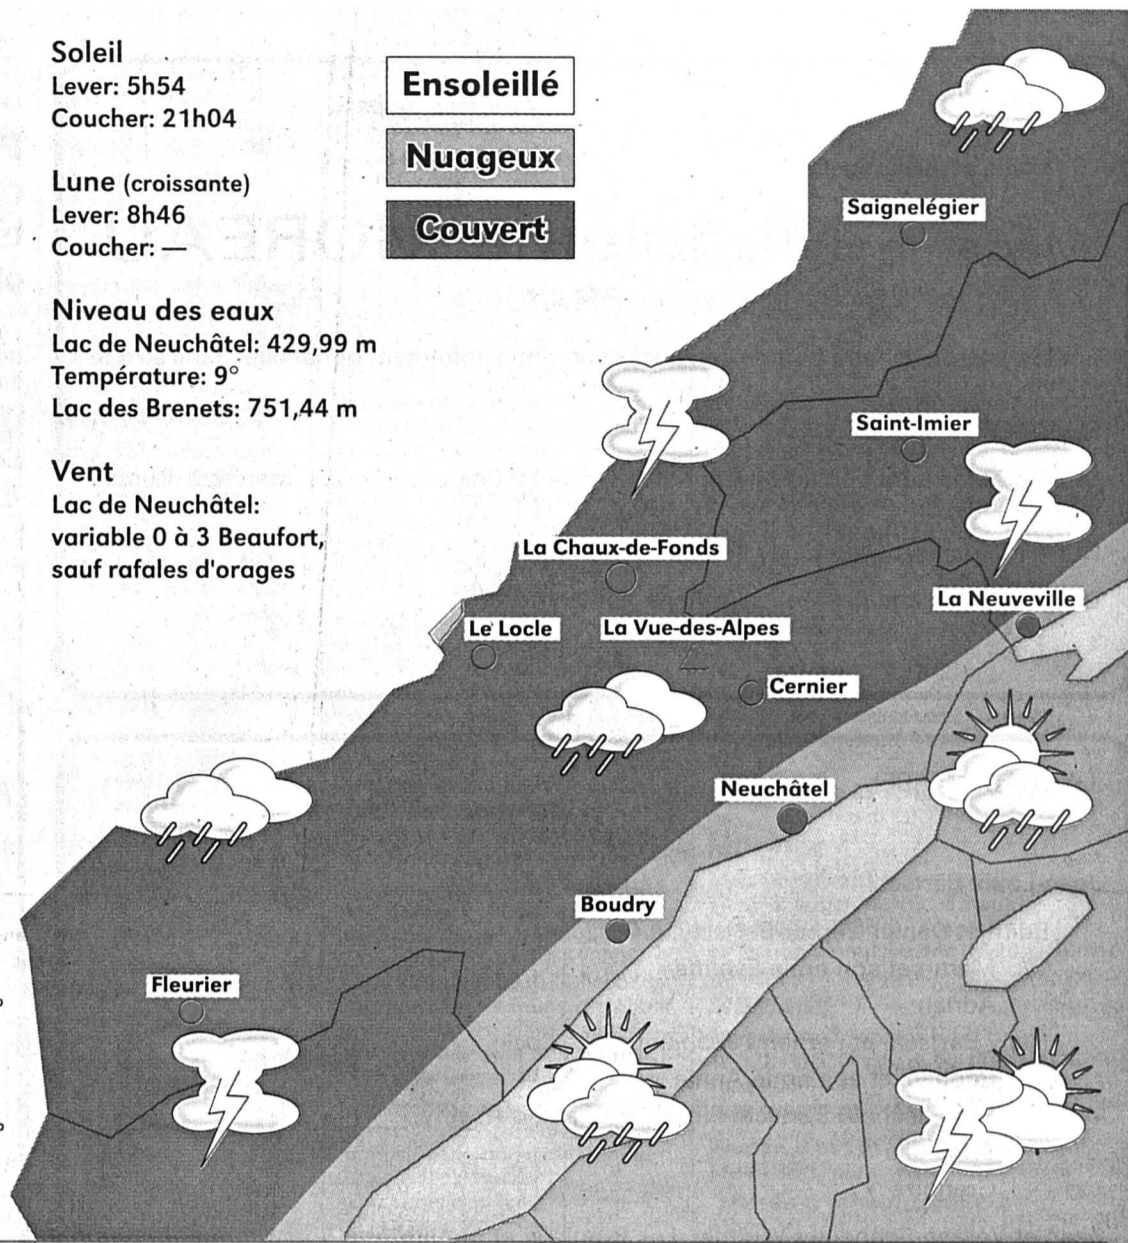 Soleil
Lever: 5h54
Coucher: 21h04
Lune (croissante)
Lever: 8h46
Coucher: —
Niveau des eaux
Lac de Neuchâtel: 429,99 m
Température: 9°
Lac des Brenets: 751,44 m
Vent
Lac de Neuchâtel:
variable 0 à 3 Beaufort,
sauf rafales d'orages
Ensoleillé
Nuageux
Couvert
Saignelégier
Saint-Imier
La Chaux-de-Fonds
La Neuveville
Le Locle
La Vue-des-Alpes
Cernier
Neuchâtel
Boudry
Fleurier